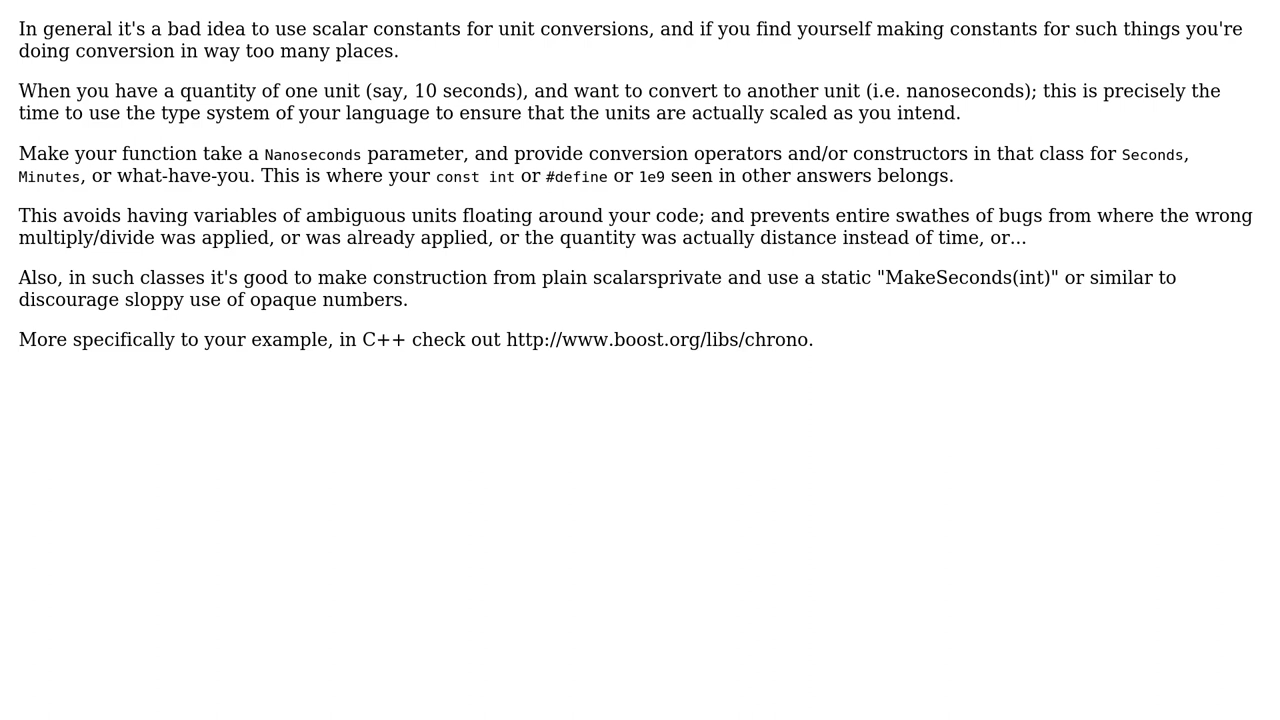 In general it's a bad idea to use scalar constants for unit conversions, and if you find yourself making constants for such things you're
doing conversion in way too many places.
When you have a quantity of one unit (say, 10 seconds), and want to convert to another unit (i.e. nanoseconds); this is precisely the
time to use the type system of your language to ensure that the units are actually scaled as you intend.
Make your function take a Nanoseconds parameter, and provide conversion operators and/or constructors in that class for Seconds,
Minutes, or what-have-you. This is where your const int or #define or 1e9 seen in other answers belongs.
This avoids having variables of ambiguous units floating around your code; and prevents entire swathes of bugs from where the wrong
multiply/divide was applied, or was already applied, or the quantity was actually distance instead of time, or...
Also, in such classes it's good to make construction from plain scalarsprivate and use a static "MakeSeconds(int)" or similar to
discourage sloppy use of opaque numbers.
More specifically to your example, in C++ check out http://www.boost.org/libs/chrono.